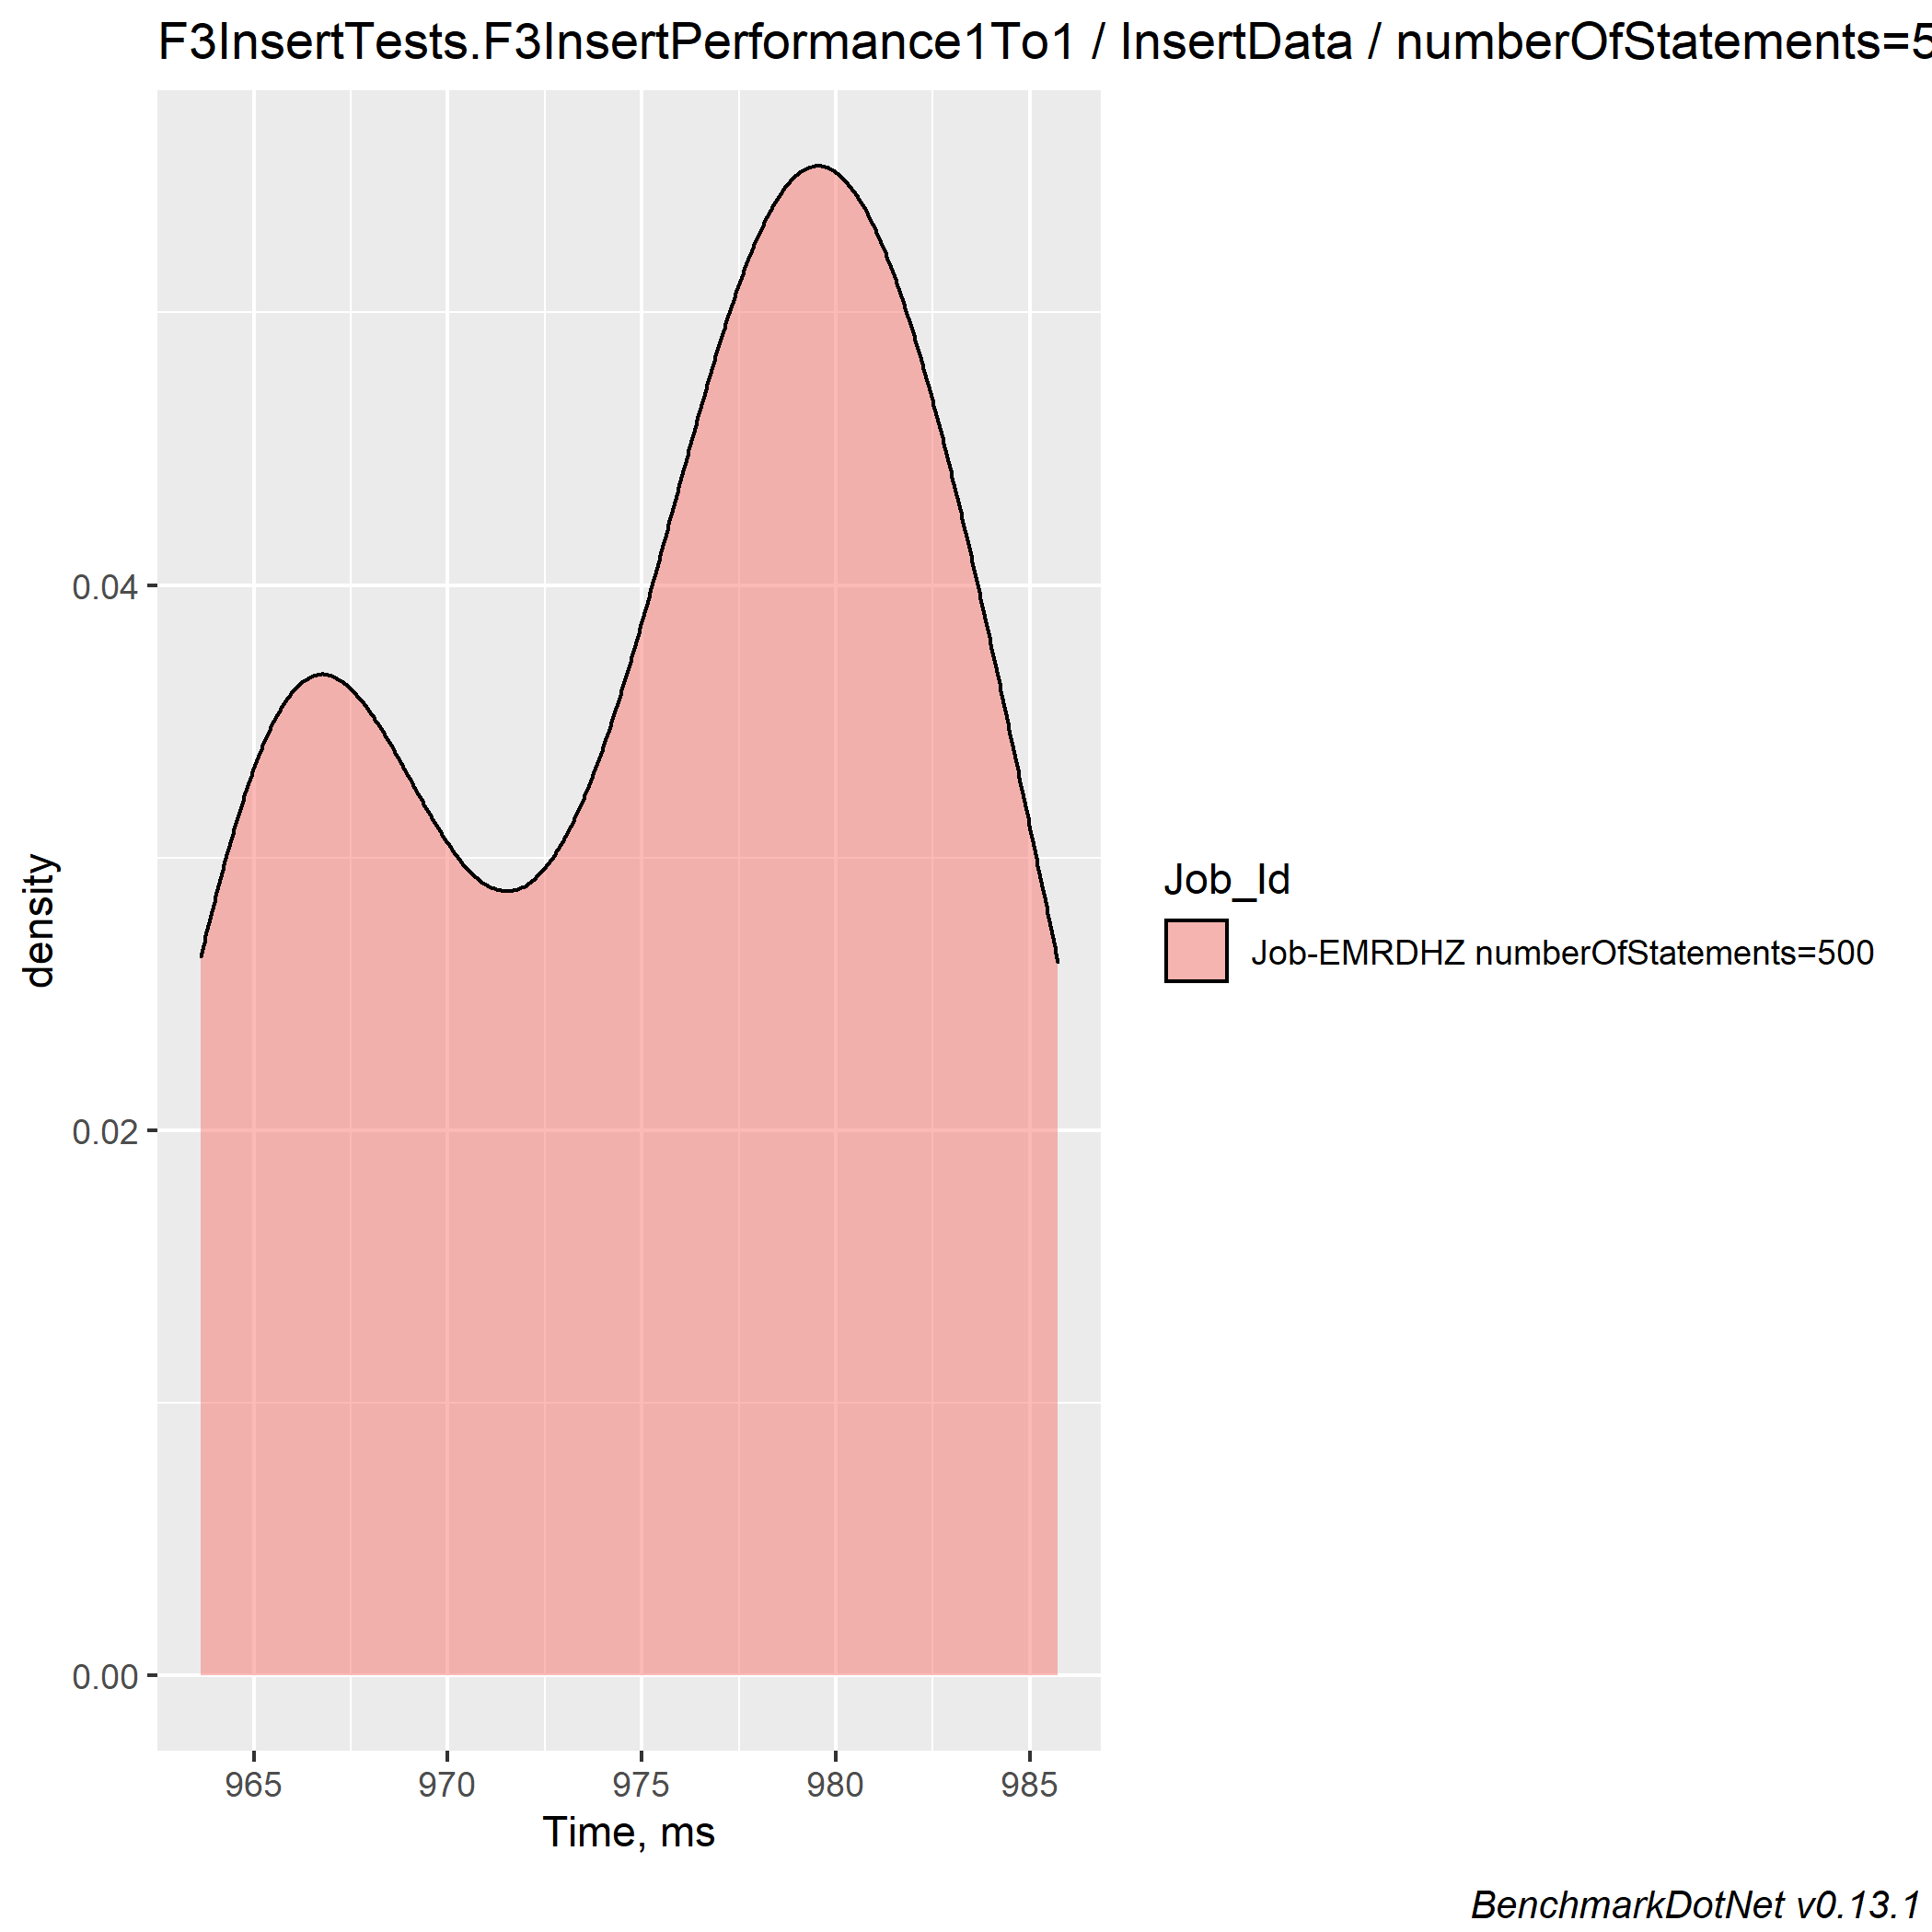 F3InsertTests.F3InsertPerformance1To1 / InsertData / numberOfStatements=5
0.04
0.02
0.00
density
965 970 975 980 985
Time, ms
Job_Id
Job-EMRDHZ numberOfStatements=500
BenchmarkDotNet v0.13.1